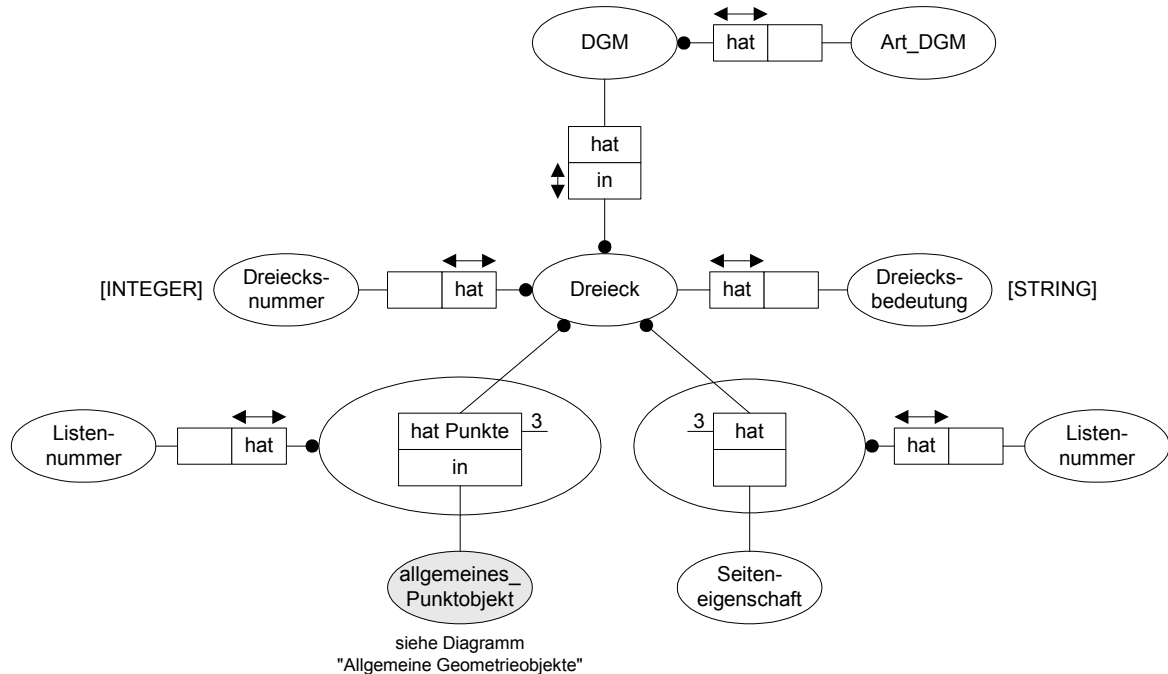 DGM
hat
Art_DGM
hat
in
[INTEGER]
Dreiecks-
nummer
hat
Dreieck
hat
Dreiecks-
bedeutung
[STRING]
Listen-
nummer
hat
hat Punkte
3
in
3
hat
hat
Listen-
nummer
allgemeines_
Punktobjekt
Seiten-
eigenschaft
siehe Diagramm
"Allgemeine Geometrieobjekte"